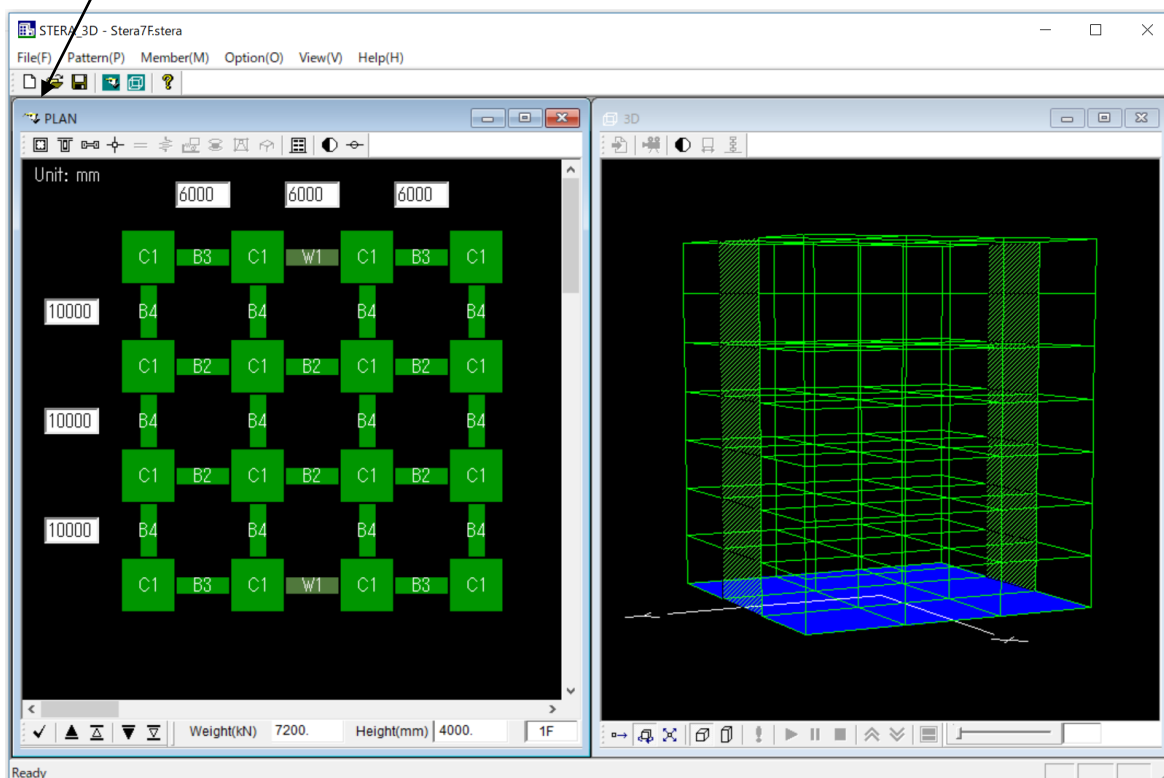 STERA_3D - Stera7F.stera
File(F) Pattern(P) Member(M) Option(O) View(V) Help(H)
PLAN
3D
Unit: mm
6000 6000 6000
C1 B3 C1 W1 C1 B3 C1
10000 B4 B4 B4 B4
C1 B2 C1 B2 C1 B2 C1
10000 B4 B4 B4 B4
C1 B2 C1 B2 C1 B2 C1
10000 B4 B4 B4 B4
C1 B3 C1 W1 C1 B3 C1
Weight(kN) 7200. Height(mm) 4000. 1F
Ready